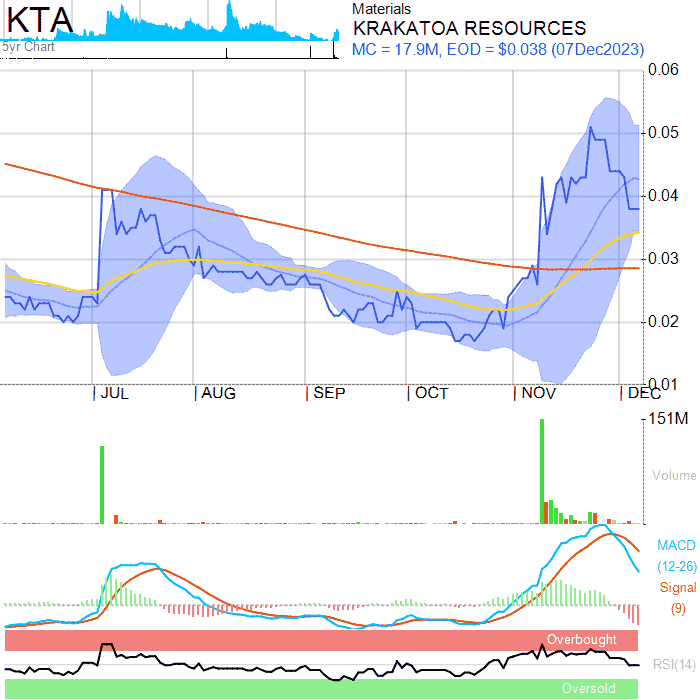 KTA
5yr Chart
Materials
KRAKATOA RESOURCES
MC = 17.9M, EOD = $0.038 (07Dec2023)
0.06
0.05
0.04
0.03
0.02
0.01
JUL AUG SEP OCT NOV DEC
151M
Volume
MACD
(12-26)
Signal
(9)
Overbought
RSI(14)
Oversold